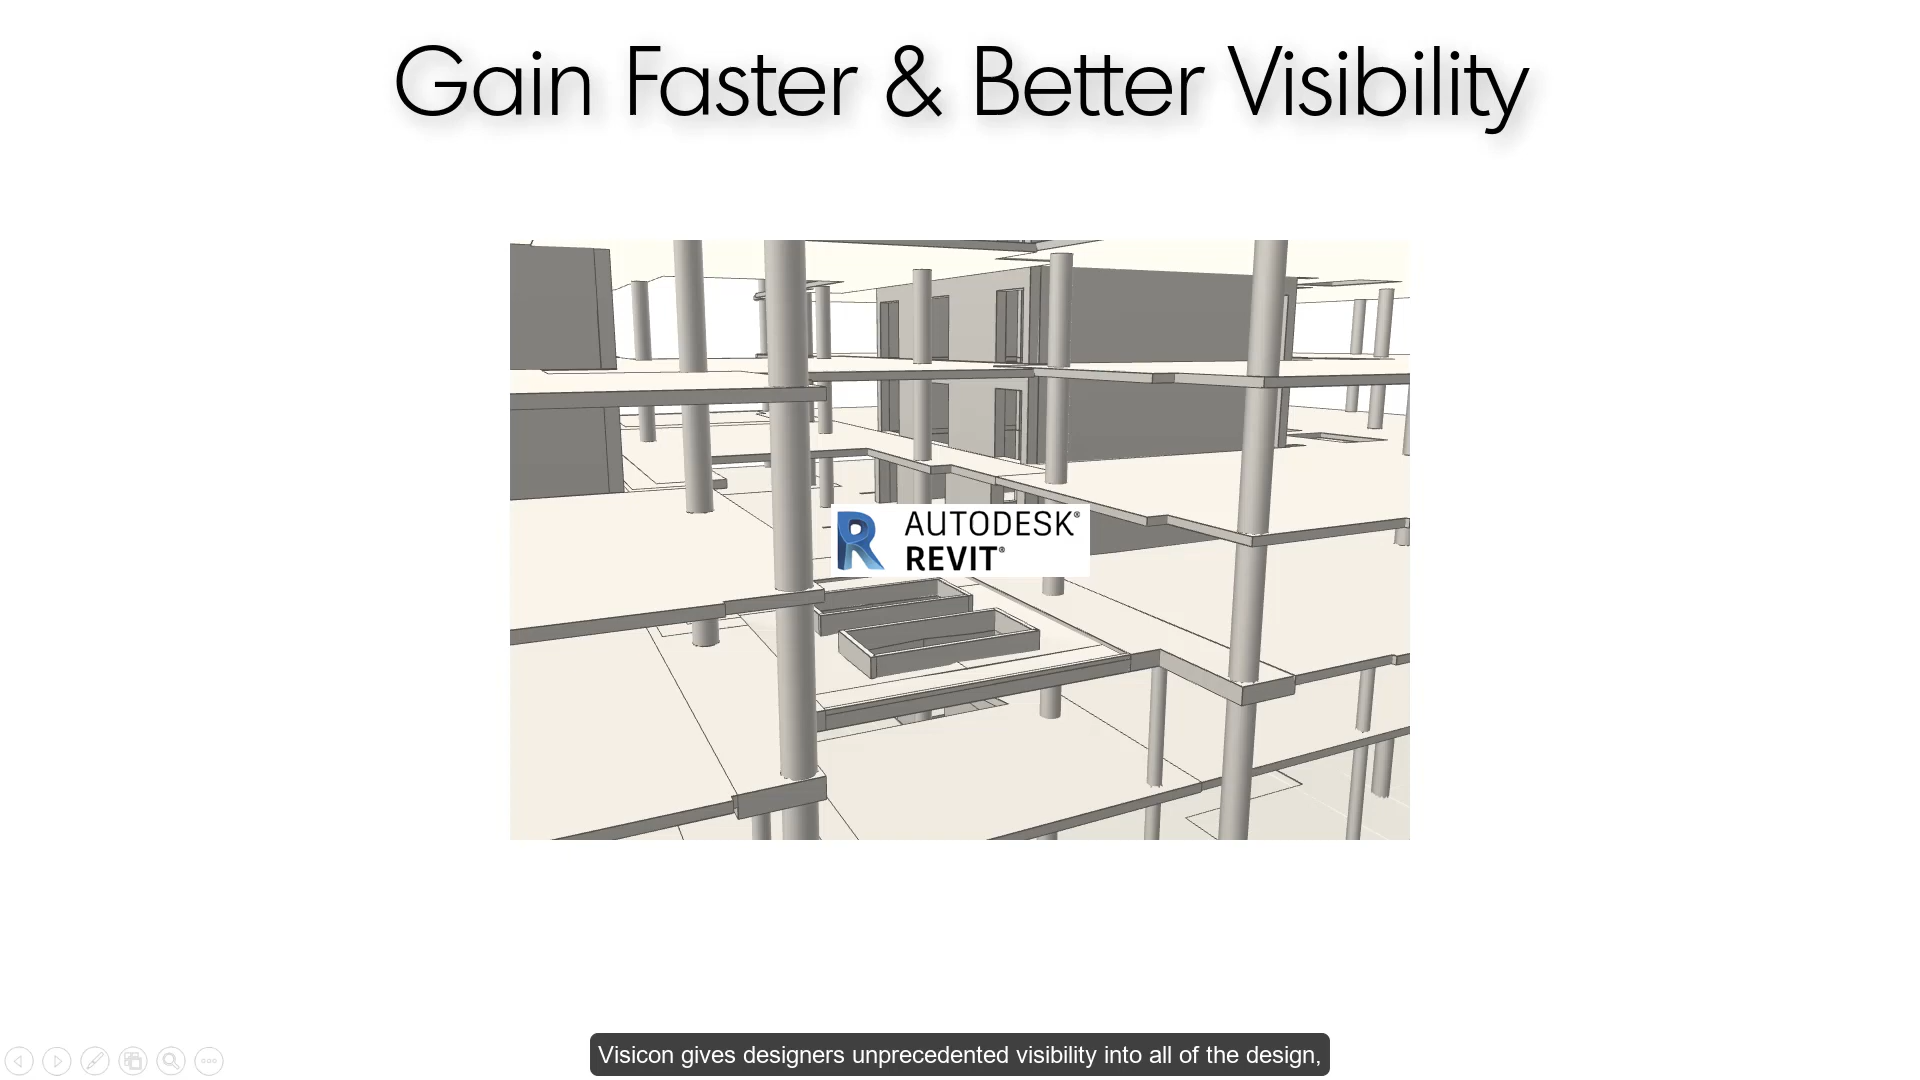 Gain Faster & Better Visibility
AUTODESK®
REVIT®
Visicon gives designers unprecedented visibility into all of the design,